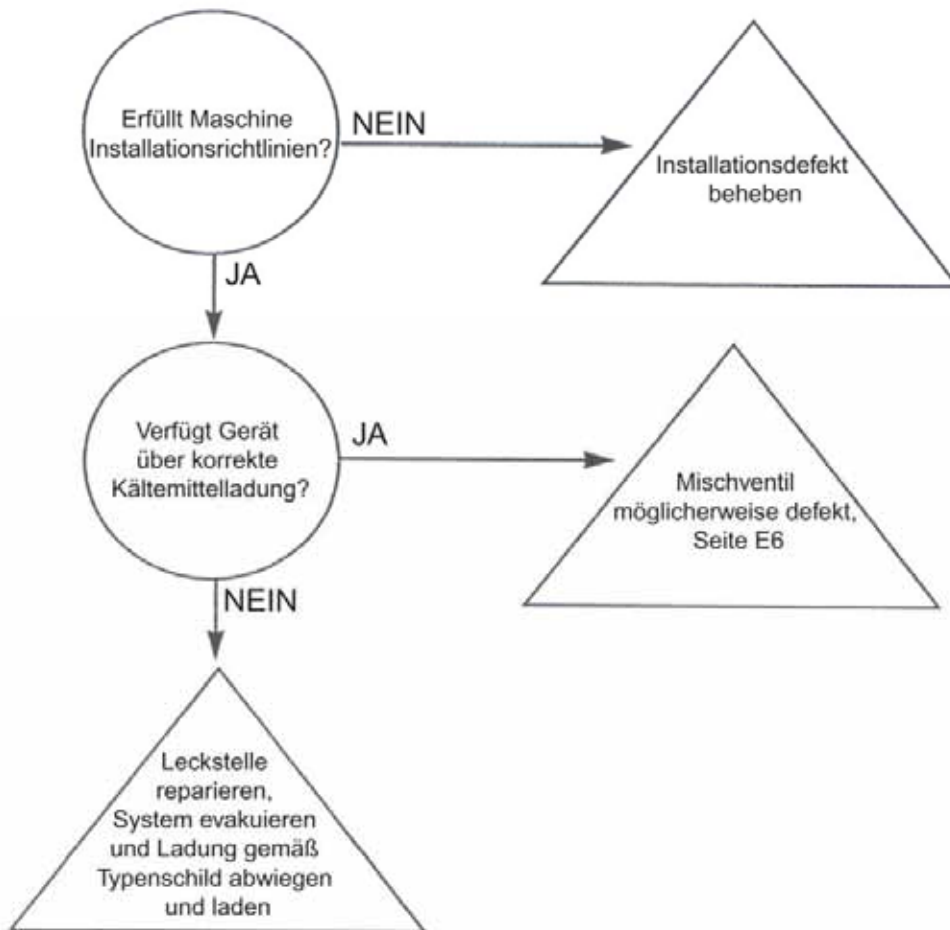 Erfüllt Maschine
Installationsrichtlinien?
NEIN
Installationsdefekt
beheben
JA
Verfügt Gerät
über korrekte
Kältemittelladung?
JA
Mischventil
möglicherweise defekt,
Seite E6
NEIN
Leckstelle
reparieren,
System evakuieren
und Ladung gemäß
Typenschild abwiegen
und laden